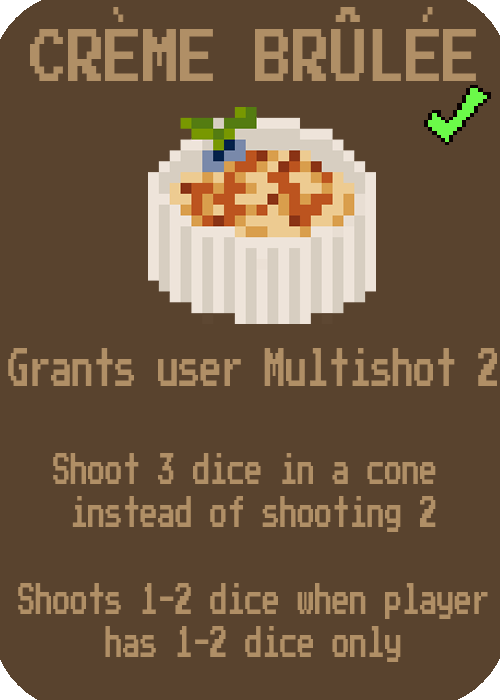 CRÈME BRÛLÉE
Grants user Multishot 2
Shoot 3 dice in a cone
instead of shooting 2
Shoots 1-2 dice when player
has 1-2 dice only